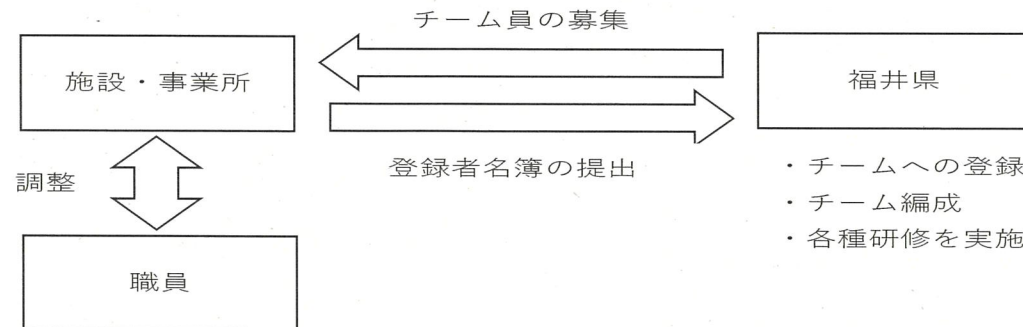 チーム員の募集
施設・事業所
福井県
登録者名簿の提出
調整
・チームへの登録
・チーム編成
・各種研修を実施
職員